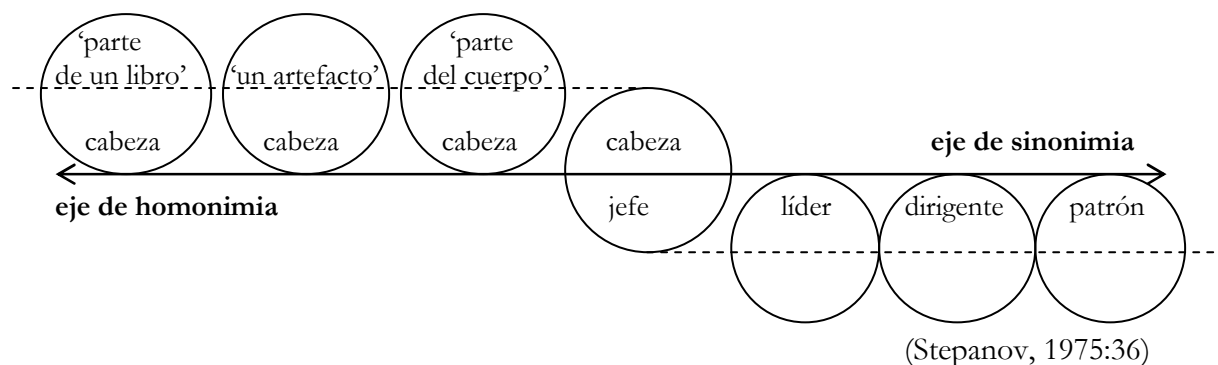 ‘parte
de un libro’
‘un artefacto’
‘parte
del cuerpo’
cabeza
cabeza
cabeza
cabeza
eje de sinonimia
eje de homonimia
jefe
líder
dirigente
patrón
(Stepanov, 1975:36)